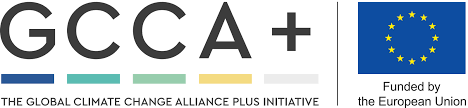 GCCA+
THE GLOBAL CLIMATE CHANGE ALLIANCE PLUS INITIATIVE
Funded by
the European Union